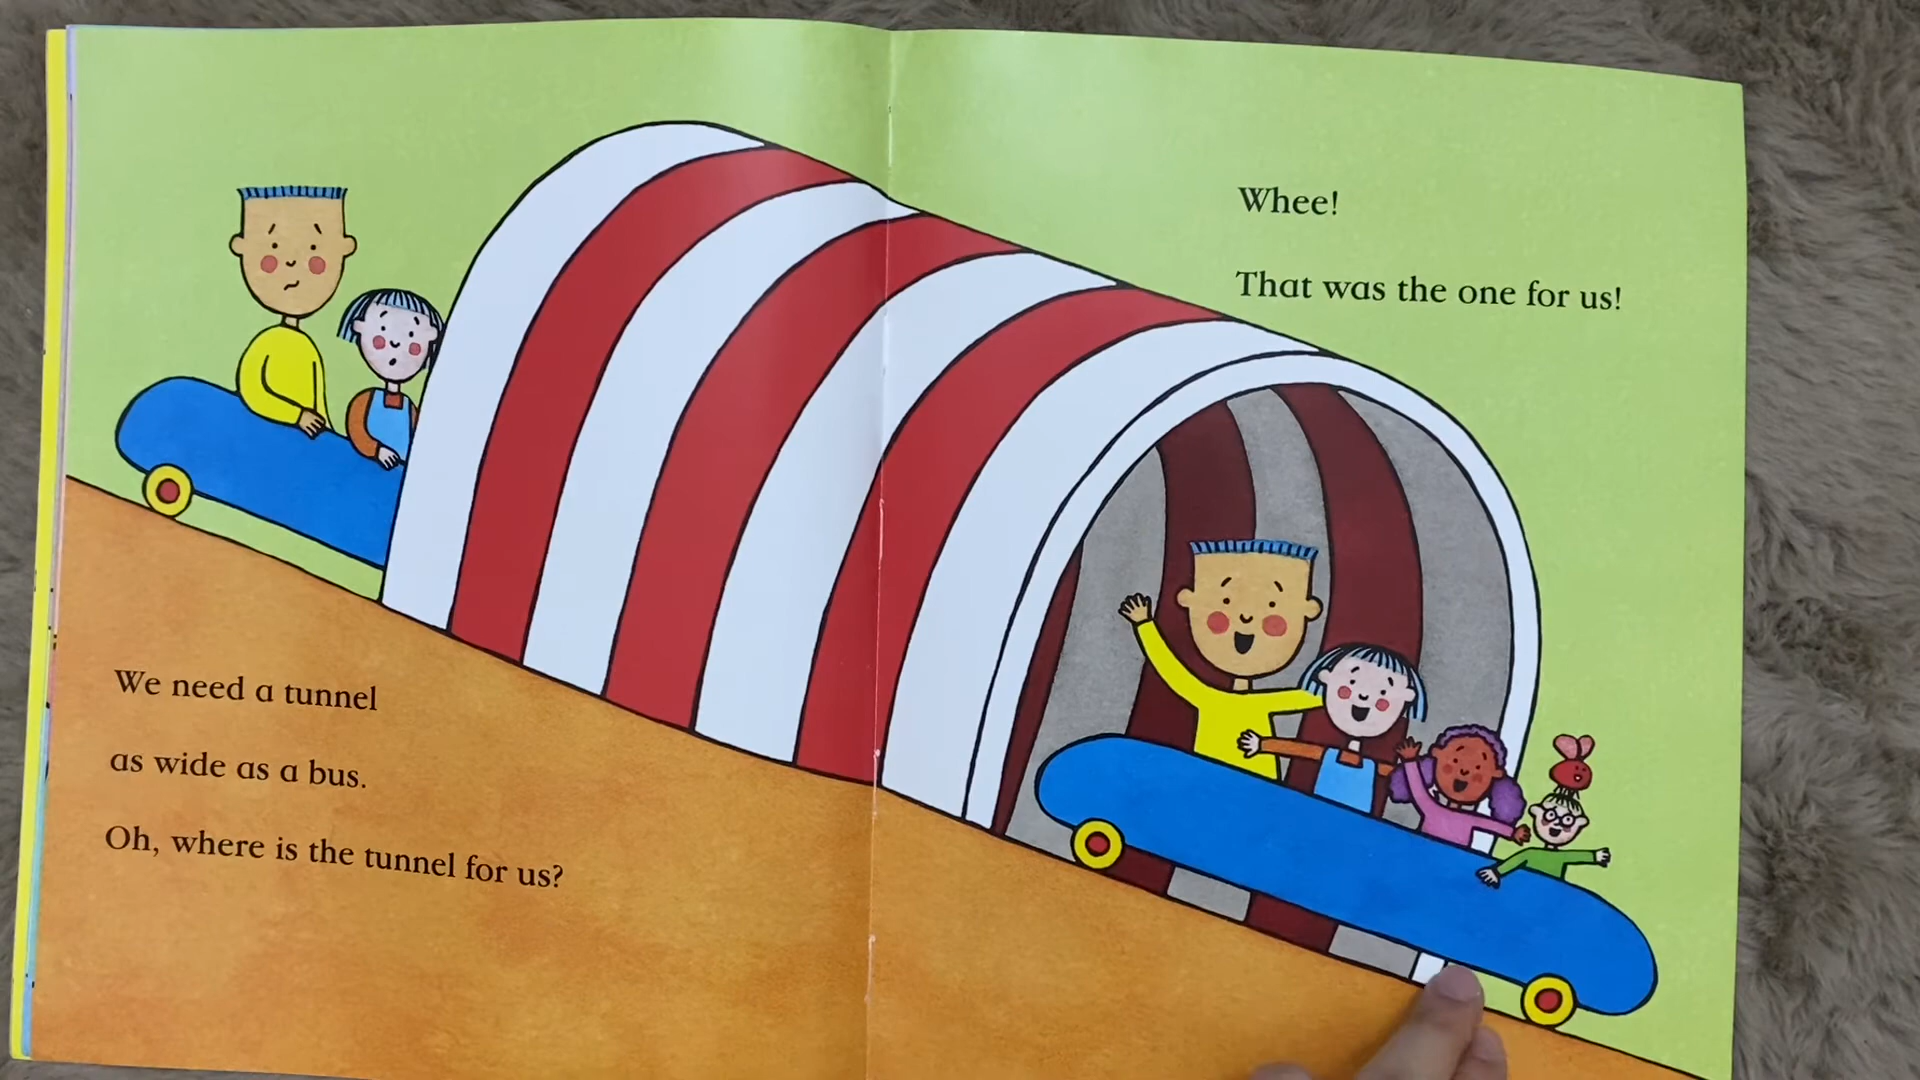 We need a tunnel
as wide as a bus.
Oh, where is the tunnel for us?
Whee!
That was the one for us!